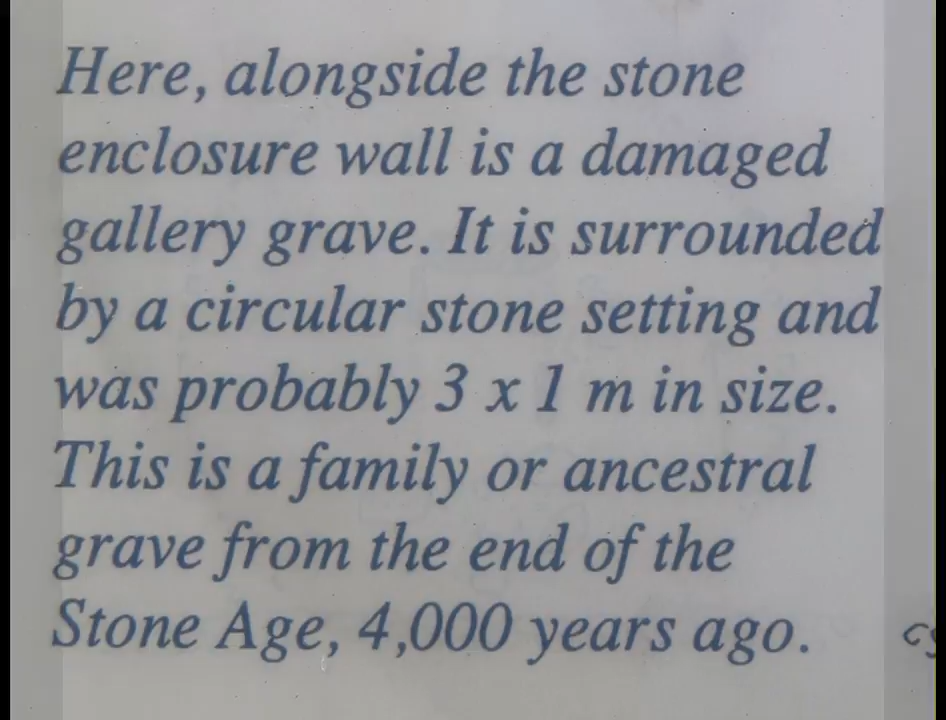 Here, alongside the stone
enclosure wall is a damaged
gallery grave. It is surrounded
by a circular stone setting and
was probably 3 x 1 m in size.
This is a family or ancestral
grave from the end of the
Stone Age, 4,000 years ago.